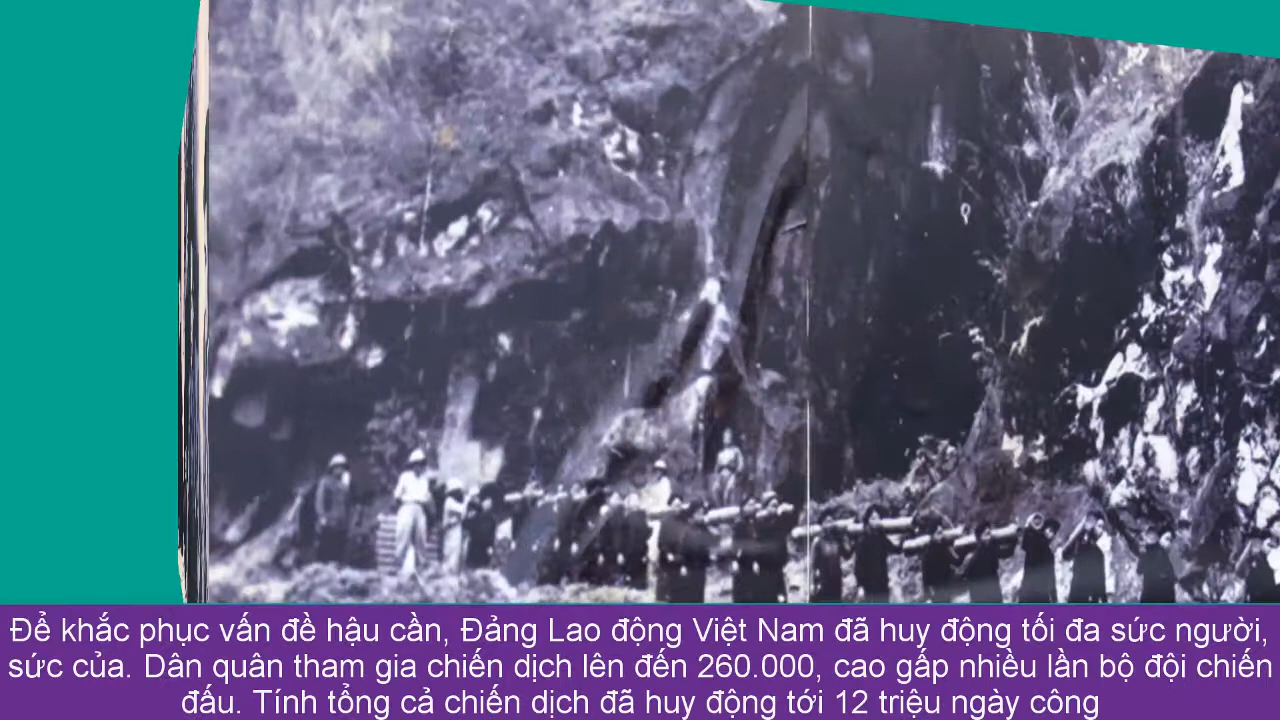 Để khắc phục vấn đề hậu cần, Đảng Lao động Việt Nam đã huy động tối đa sức người,
sức của. Dân quân tham gia chiến dịch lên đến 260.000, cao gấp nhiều lần bộ đội chiến
đấu. Tính tổng cả chiến dịch đã huy động tới 12 triệu ngày công